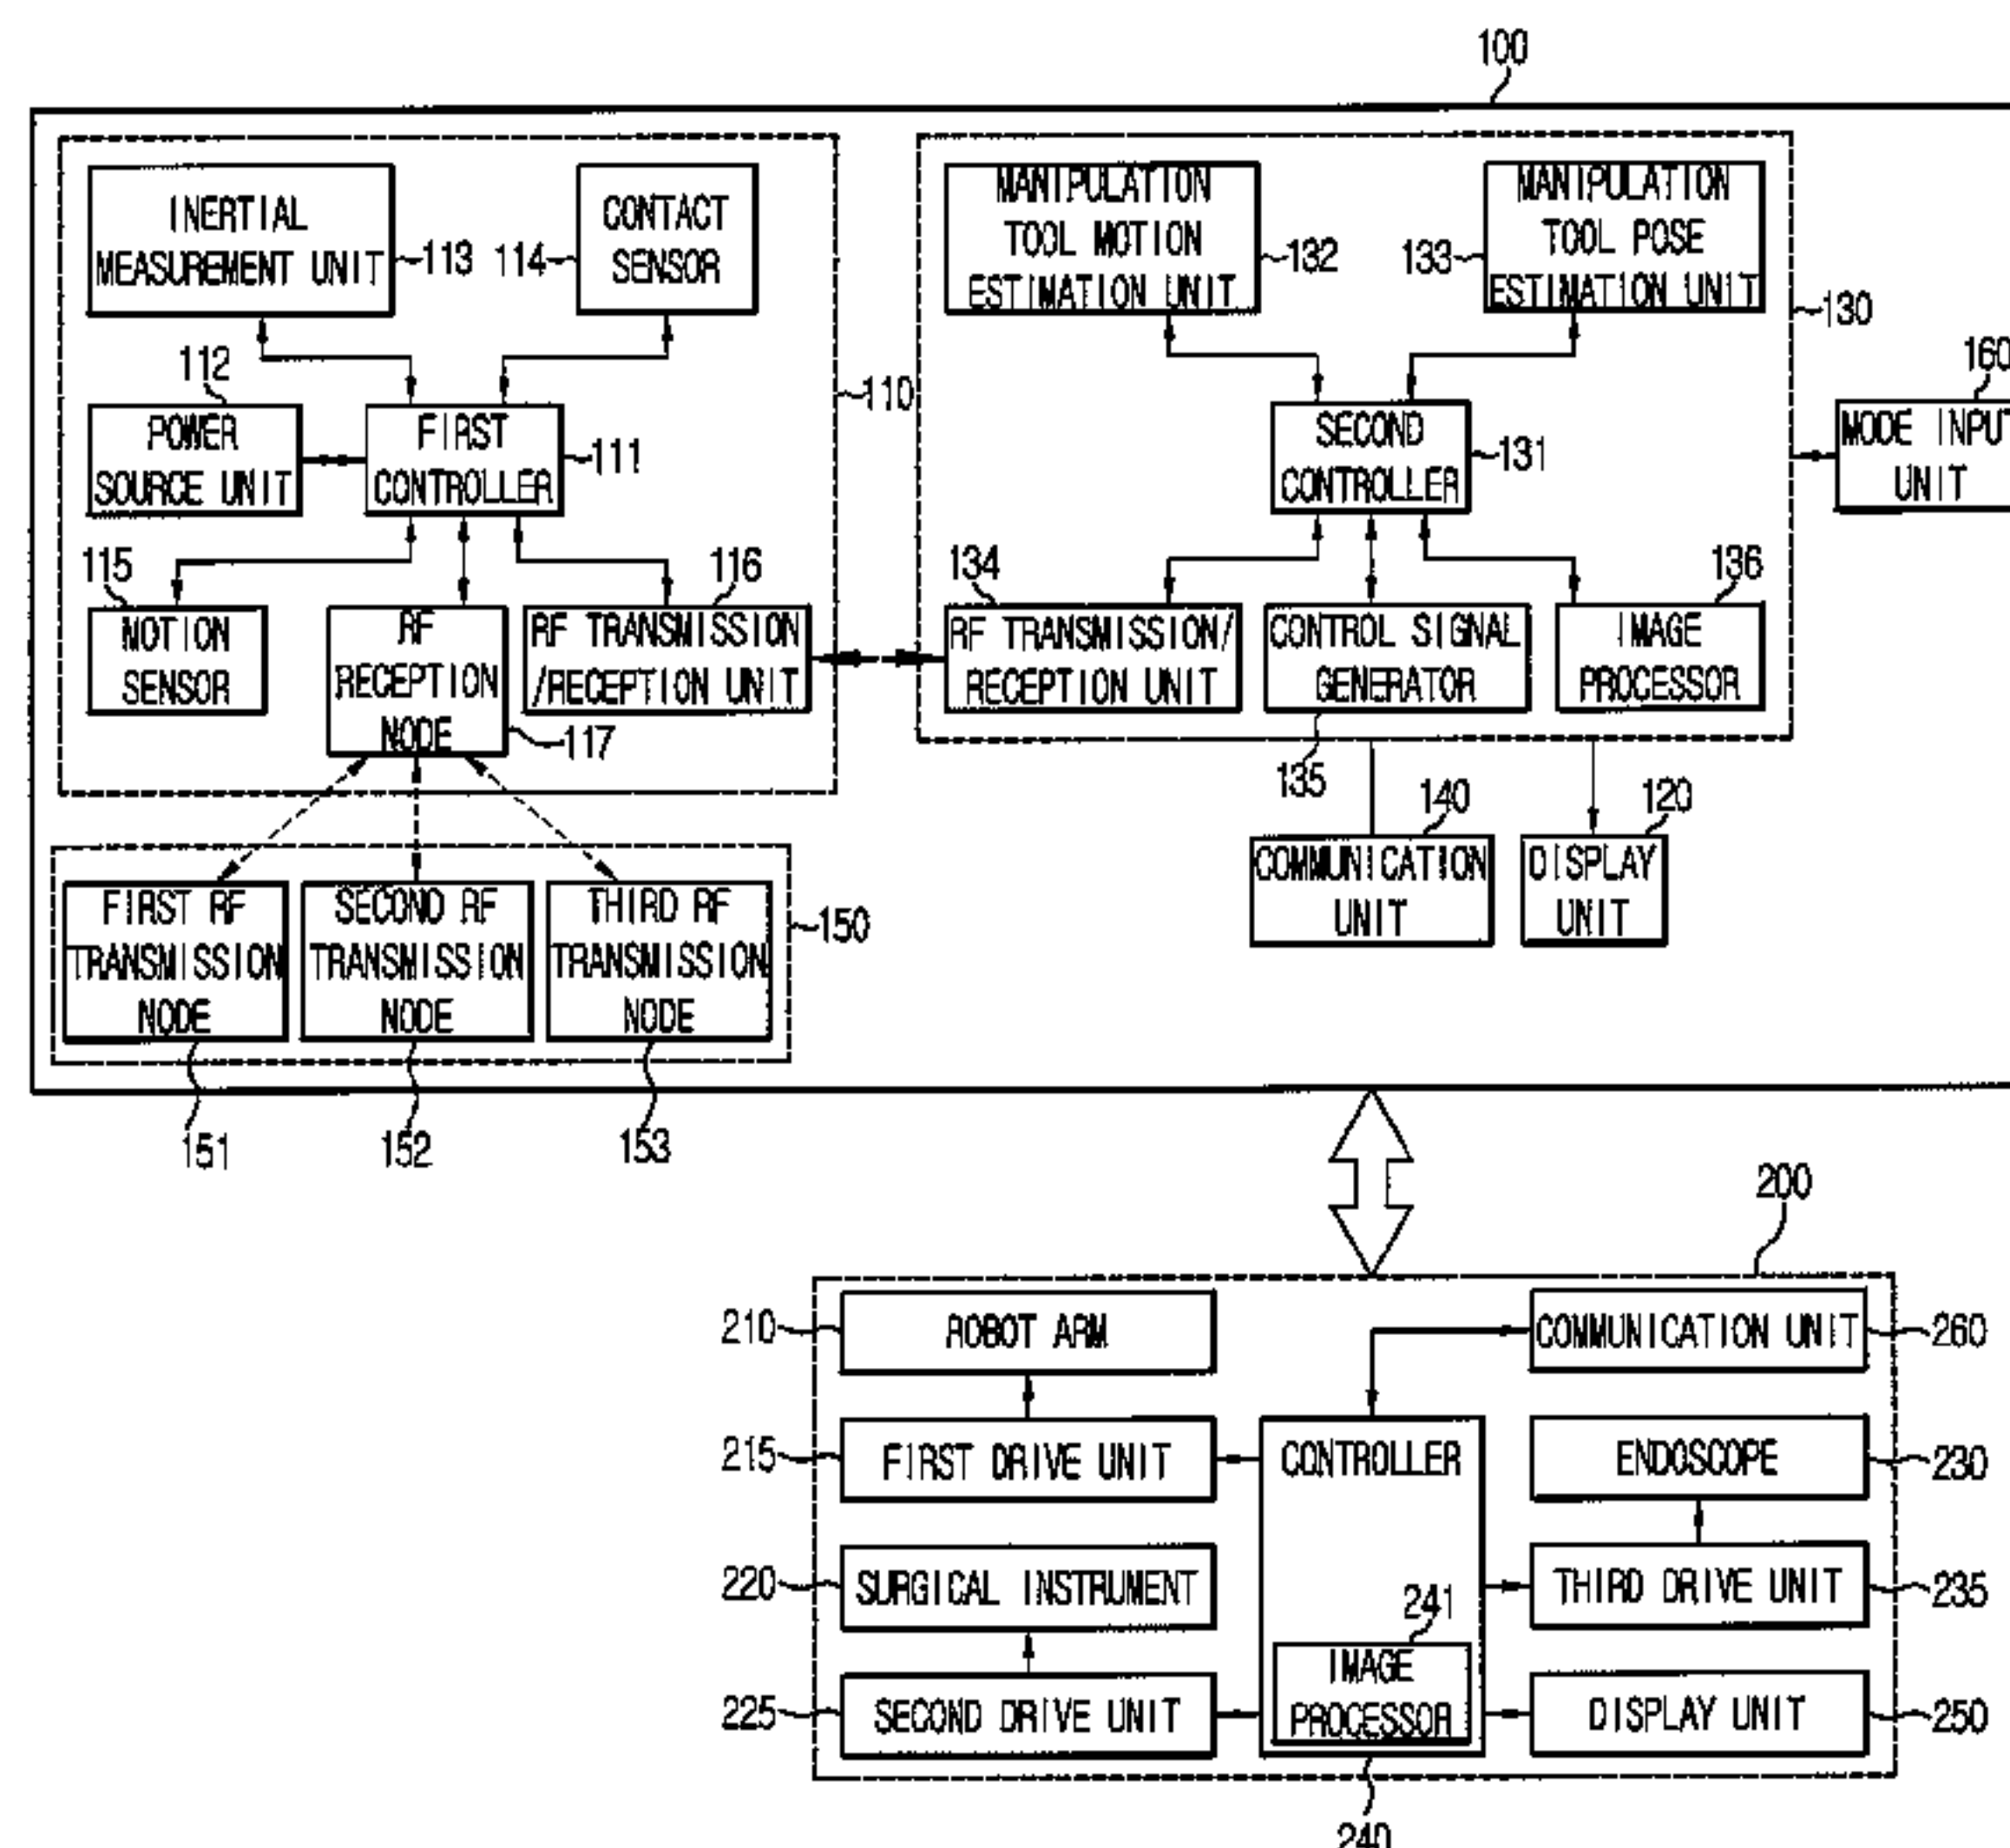 100
INERTIAL
MEASUREMENT UNIT
113
114
CONTACT
SENSOR
MANIPULATION
TOOL MOTION
ESTIMATION UNIT
132
133
MANIPULATION
TOOL POSE
ESTIMATION UNIT
130
112
POWER
SOURCE UNIT
FIRST
CONTROLLER
111
110
SECOND
CONTROLLER
131
160
MODE INPUT
UNIT
115
MOTION
SENSOR
RF
RECEPTION
NODE
117
116
RF TRANSMISSION
/RECEPTION UNIT
134
RF TRANSMISSION/
RECEPTION UNIT
CONTROL SIGNAL
GENERATOR
135
136
IMAGE
PROCESSOR
140
COMMUNICATION
UNIT
120
DISPLAY
UNIT
FIRST RF
TRANSMISSION
NODE
SECOND RF
TRANSMISSION
NODE
THIRD RF
TRANSMISSION
NODE
150
151
152
153
200
210
ROBOT ARM
COMMUNICATION UNIT
260
215
FIRST DRIVE UNIT
CONTROLLER
ENDOSCOPE
230
220
SURGICAL INSTRUMENT
241
THIRD DRIVE UNIT
235
225
SECOND DRIVE UNIT
IMAGE
PROCESSOR
DISPLAY UNIT
250
240